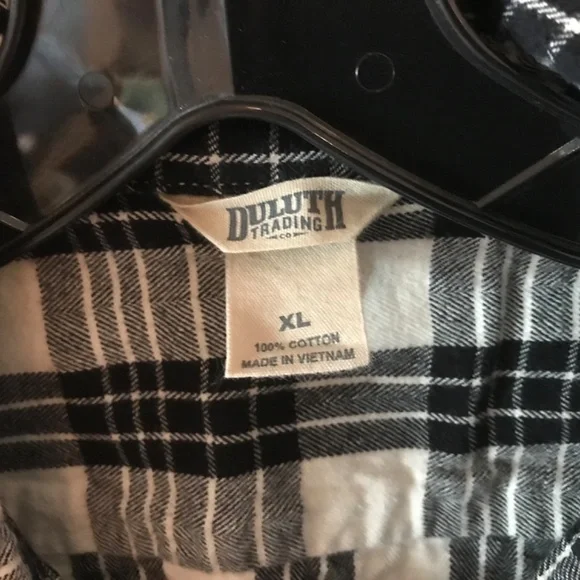 DULUTH
TRADING
CO
XL
100% COTTON
MADE IN VIETNAM